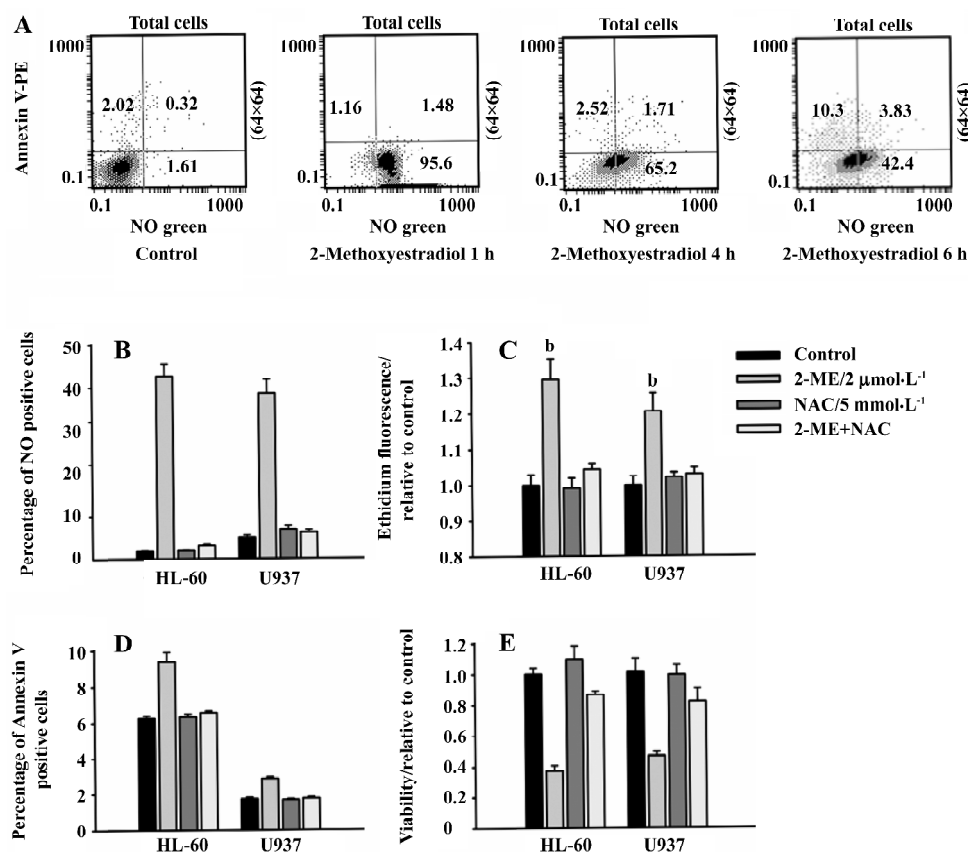 A
Total cells
Total cells
Total cells
Total cells
Annexin V-PE
1000
0.1
2.02
0.32
1.61
(64×64)
0.1
1000
NO green
Control
1000
0.1
1.16
1.48
95.6
(64×64)
0.1
1000
NO green
2-Methoxyestradiol 1 h
1000
0.1
2.52
1.71
65.2
(64×64)
0.1
1000
NO green
2-Methoxyestradiol 4 h
1000
0.1
10.3
3.83
42.4
(64×64)
0.1
1000
NO green
2-Methoxyestradiol 6 h
B
Percentage of NO positive cells
50
40
40
20
10
0
HL-60
U937
C
Ethidium fluorescence/
relative to control
1.4
1.3
1.2
1.1
1.0
0.9
0.8
b
b
HL-60
U937
Control
2-ME/2 μmol·L⁻¹
NAC/5 mmol·L⁻¹
2-ME+NAC
D
Percentage of Annexin V
positive cells
10
8
6
4
2
0
HL-60
U937
E
Viability/relative to control
1.2
1.0
0.8
0.6
0.4
0.2
0.0
HL-60
U937